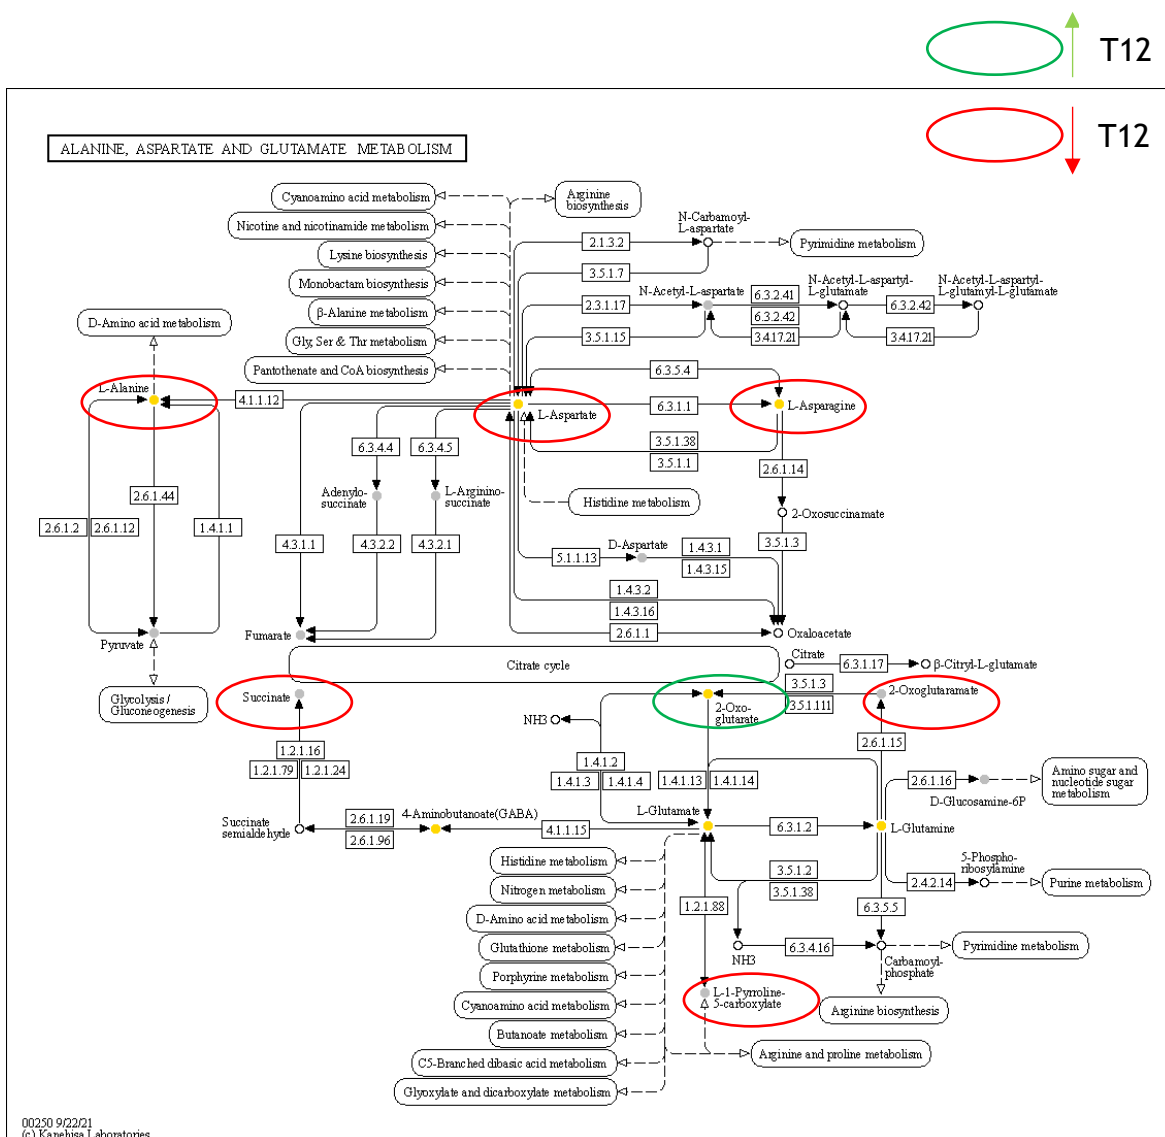 T12
T12
ALANINE, ASPARTATE AND GLUTAMATE METABOLISM
Cyanoamino acid metabolism
Arginine
biosynthesis
Nicotine and nicotinamide metabolism
N-Carbamoyl-
L-aspartate
2.1.3.2
Pyrimidine metabolism
Lysine biosynthesis
3.5.1.7
Monobactam biosynthesis
N-Acetyl-L-aspartate
N-Acetyl-L-aspartyl-
L-glutamate
N-Acetyl-L-aspartyl-
L-glutamyl-L-glutamate
6.3.2.41
2.3.1.17
6.3.2.42
6.3.2.42
β-Alanine metabolism
D-Amino acid metabolism
3.5.1.15
3.4.17.21
3.4.17.21
Gly, Ser & Thr metabolism
Pantothenate and CoA biosynthesis
6.3.5.4
L-Alanine
4.1.1.12
L-Aspartate
6.3.1.1
L-Asparagine
6.3.4.4
6.3.4.5
3.5.1.38
3.5.1.1
2.6.1.14
2.6.1.44
Adenylo-
succinate
L-Arginino-
succinate
Histidine metabolism
2-Oxosuccinamate
2.6.1.2
2.6.1.12
1.4.1.1
4.3.1.1
4.3.2.2
4.3.2.1
D-Aspartate
1.4.3.1
3.5.1.3
5.1.1.13
1.4.3.15
1.4.3.2
1.4.3.16
Pyruvate
Fumarate
2.6.1.1
Oxaloacetate
Citrate cycle
Citrate
6.3.1.17
β-Citryl-L-glutamate
Glycolysis /
Gluconeogenesis
Succinate
3.5.1.3
3.5.1.111
2-Oxoglutaramate
2-Oxo-
glutarate
NH3
2.6.1.15
1.2.1.16
1.2.1.79
1.2.1.24
1.4.1.2
1.4.1.3
1.4.1.4
1.4.1.13
1.4.1.14
2.6.1.16
Amino sugar and
nucleotide sugar
metabolism
D-Glucosamine-6P
Succinate
semialdehyde
2.6.1.19
2.6.1.96
4-Aminobutanoate(GABA)
4.1.1.15
L-Glutamate
6.3.1.2
L-Glutamine
Histidine metabolism
3.5.1.2
3.5.1.38
5-Phospho-
ribosylamine
2.4.2.14
Purine metabolism
Nitrogen metabolism
1.2.1.88
6.3.5.5
D-Amino acid metabolism
Glutathione metabolism
NH3
6.3.4.16
Carbamoyl-
phosphate
Pyrimidine metabolism
Porphyrine metabolism
L-1-Pyrroline-
5-carboxylate
Cyanoamino acid metabolism
Arginine biosynthesis
Butanoate metabolism
C5-Branched dibasic acid metabolism
Arginine and proline metabolism
Glyoxylate and dicarboxylate metabolism
00250 9/22/21
(c) Kanehisa Laboratories